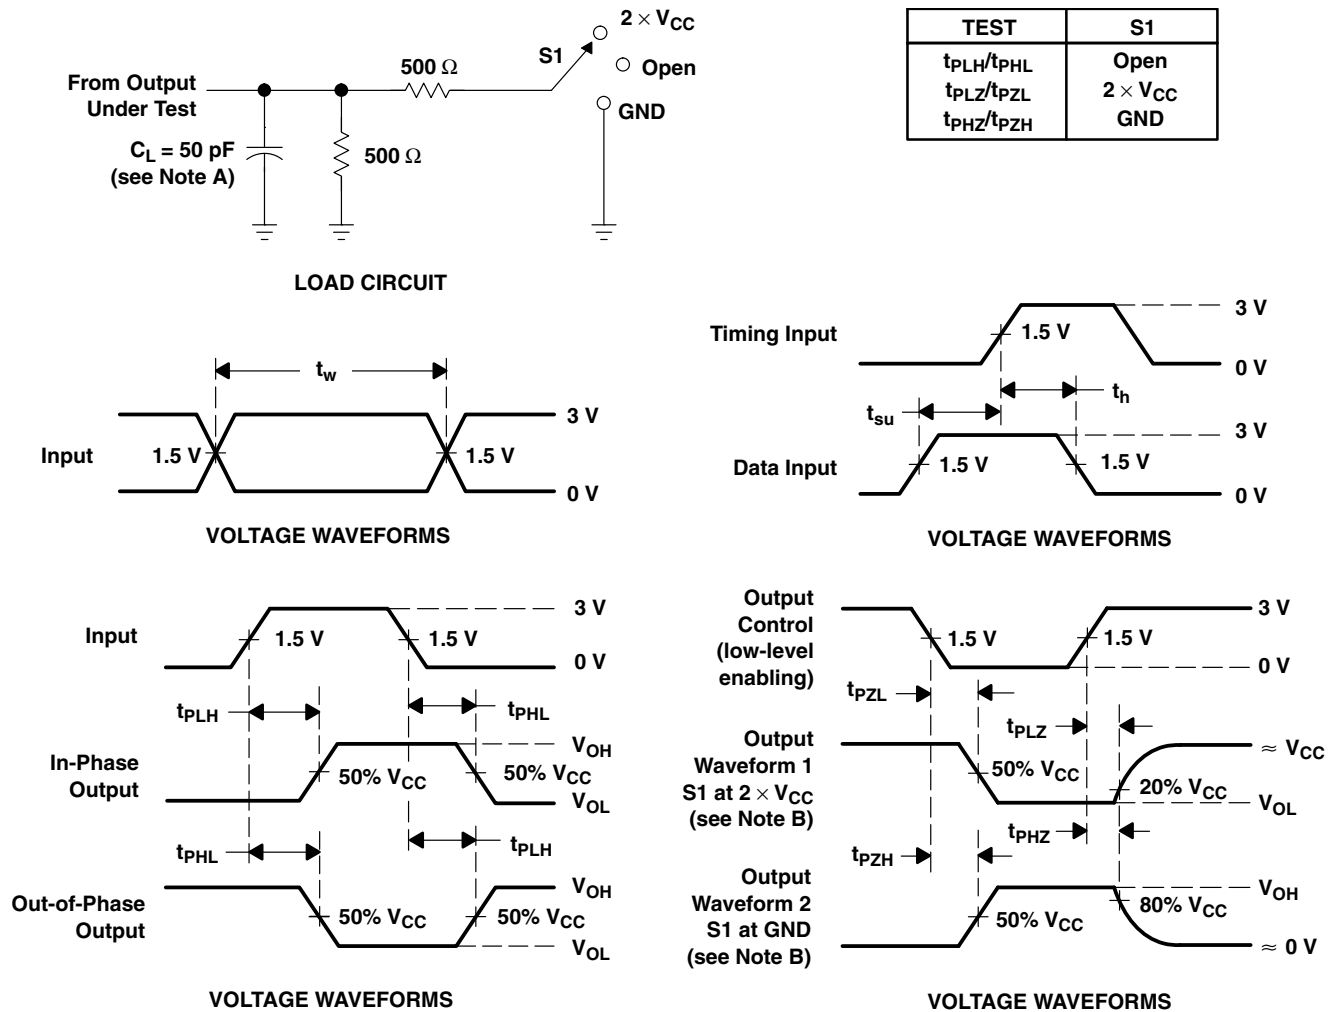 2 × VCC
S1
Open
GND
500 Ω
From Output
Under Test
CL = 50 pF
(see Note A)
500 Ω
LOAD CIRCUIT
TEST S1
tPLH/tPHL Open
tPLZ/tPZL 2 × VCC
tPHZ/tPZH GND
tw
Input
1.5 V
1.5 V
3 V
0 V
VOLTAGE WAVEFORMS
Timing Input
1.5 V
3 V
0 V
th
tsu
Data Input
1.5 V
1.5 V
3 V
0 V
VOLTAGE WAVEFORMS
Input
1.5 V
1.5 V
3 V
0 V
tPLH
tPHL
In-Phase
Output
50% VCC
50% VCC
VOH
VOL
tPHL
tPLH
Out-of-Phase
Output
50% VCC
50% VCC
VOH
VOL
VOLTAGE WAVEFORMS
Output
Control
(low-level
enabling)
1.5 V
1.5 V
3 V
0 V
tPZL
tPLZ
Output
Waveform 1
S1 at 2 × VCC
(see Note B)
50% VCC
20% VCC
≈ VCC
VOL
tPZH
tPHZ
Output
Waveform 2
S1 at GND
(see Note B)
50% VCC
80% VCC
VOH
≈ 0 V
VOLTAGE WAVEFORMS